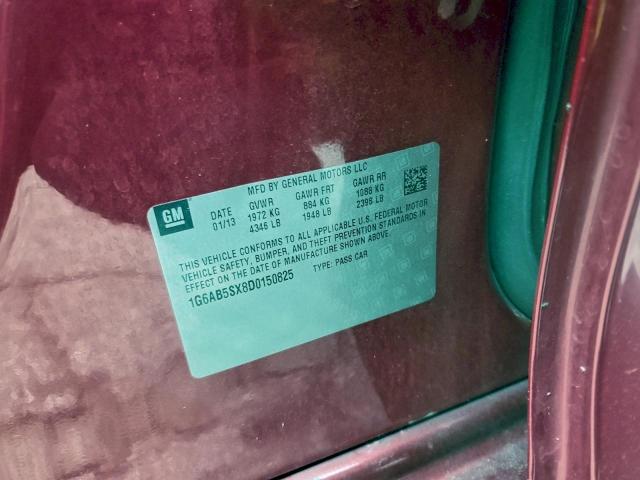 MFD BY GENERAL MOTORS LLC
GM DATE GVWR GAWR FRT GAWR RR
01/13 1972 KG 884 KG 1088 KG
4346 LB 1948 LB 2398 LB
THIS VEHICLE CONFORMS TO ALL APPLICABLE U.S. FEDERAL MOTOR
VEHICLE SAFETY, BUMPER, AND THEFT PREVENTION STANDARDS IN
EFFECT ON THE DATE OF MANUFACTURE SHOWN ABOVE.
1G6AB5SX8D0150625 TYPE: PASS CAR